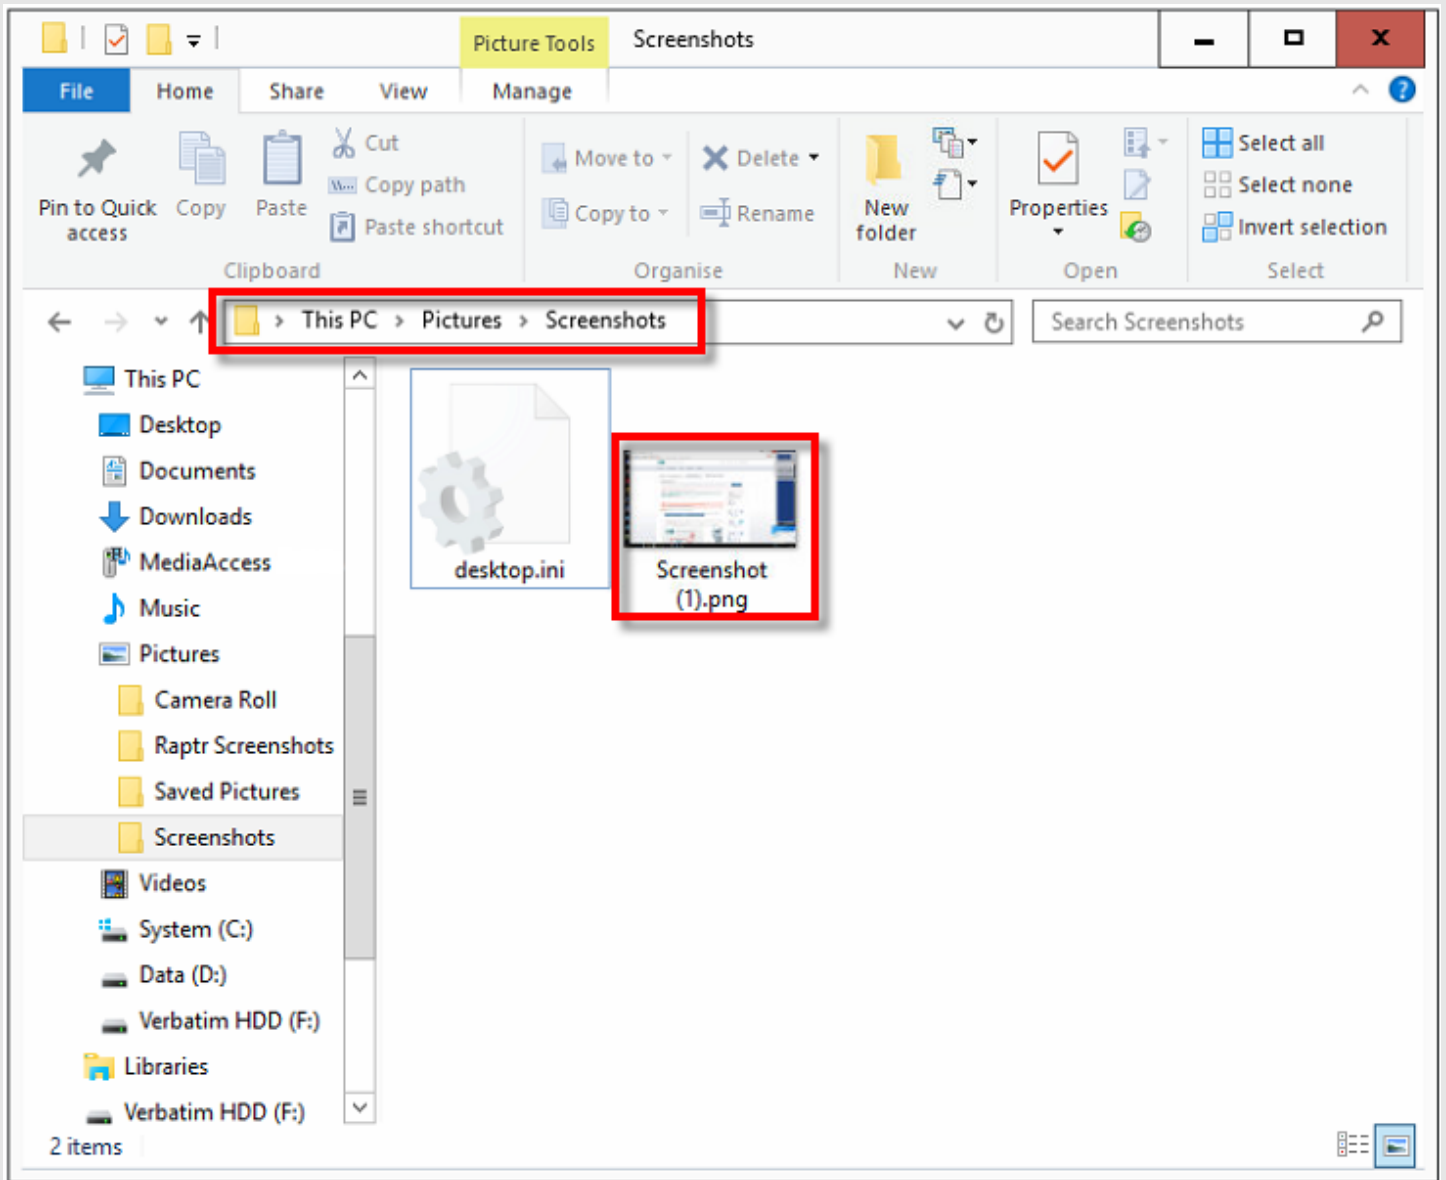 Picture Tools
Screenshots
File
Home
Share
View
Manage
Pin to Quick
access
Copy
Paste
Cut
Copy path
Paste shortcut
Clipboard
Move to
Copy to
Delete
Rename
Organise
New
folder
New
Properties
Open
Select all
Select none
Invert selection
Select
This PC > Pictures > Screenshots
Search Screenshots
This PC
Desktop
Documents
Downloads
MediaAccess
Music
Pictures
Camera Roll
Raptr Screenshots
Saved Pictures
Screenshots
Videos
System (C:)
Data (D:)
Verbatim HDD (F:)
Libraries
Verbatim HDD (F:)
desktop.ini
Screenshot
(1).png
2 items